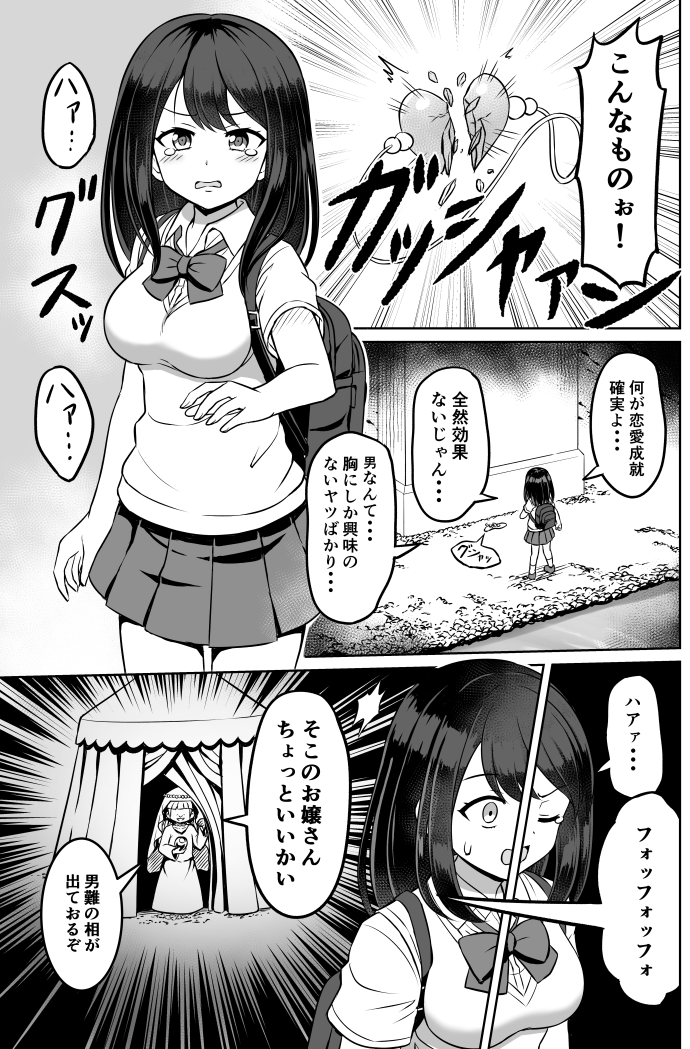 こんなものぉ！
ガッシャアァン
ハァ…
グスッ
ハァ…
何が恋愛成就
確実よ・・・
全然効果
ないじゃん・・・
男なんて・・・
胸にしか興味の
ないヤツばかり・・・
グシャッ
ハアァ・・・
フォッフォッフォ
そこのお嬢さん
ちょっといいかい
男難の相が
出ておるぞ